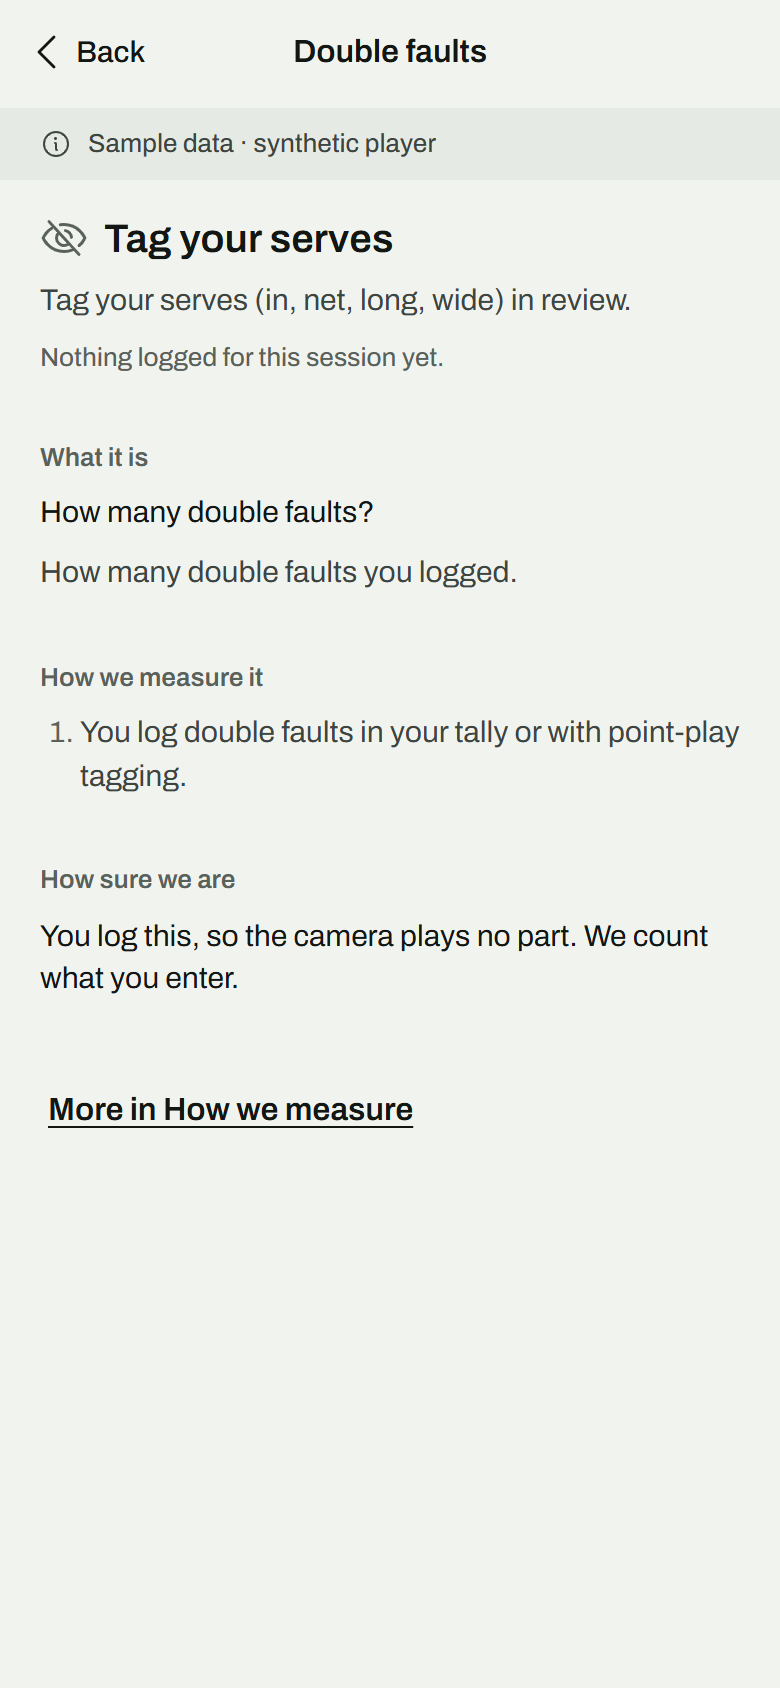 Back
Double faults
Sample data · synthetic player
Tag your serves
Tag your serves (in, net, long, wide) in review.
Nothing logged for this session yet.
What it is
How many double faults?
How many double faults you logged.
How we measure it
1. You log double faults in your tally or with point-play
tagging.
How sure we are
You log this, so the camera plays no part. We count
what you enter.
More in How we measure